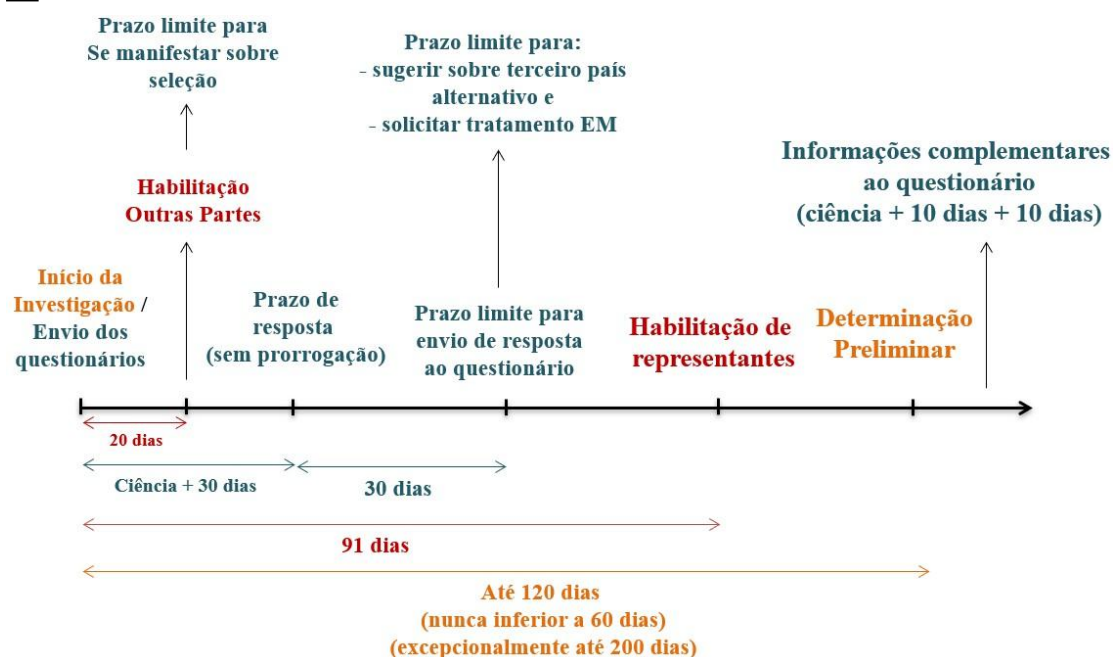 Prazo limite para
Se manifestar sobre
seleção
Prazo limite para:
- sugerir sobre terceiro país
alternativo e
- solicitar tratamento EM
Informações complementares
ao questionário
(ciência + 10 dias + 10 dias)
Habilitação
Outras Partes
Início da
Investigação /
Envio dos
questionários
Prazo de
resposta
(sem prorrogação)
Prazo limite para
envio de resposta
ao questionário
Habilitação de
representantes
Determinação
Preliminar
20 dias
Ciência + 30 dias
30 dias
91 dias
Até 120 dias
(nunca inferior a 60 dias)
(excepcionalmente até 200 dias)